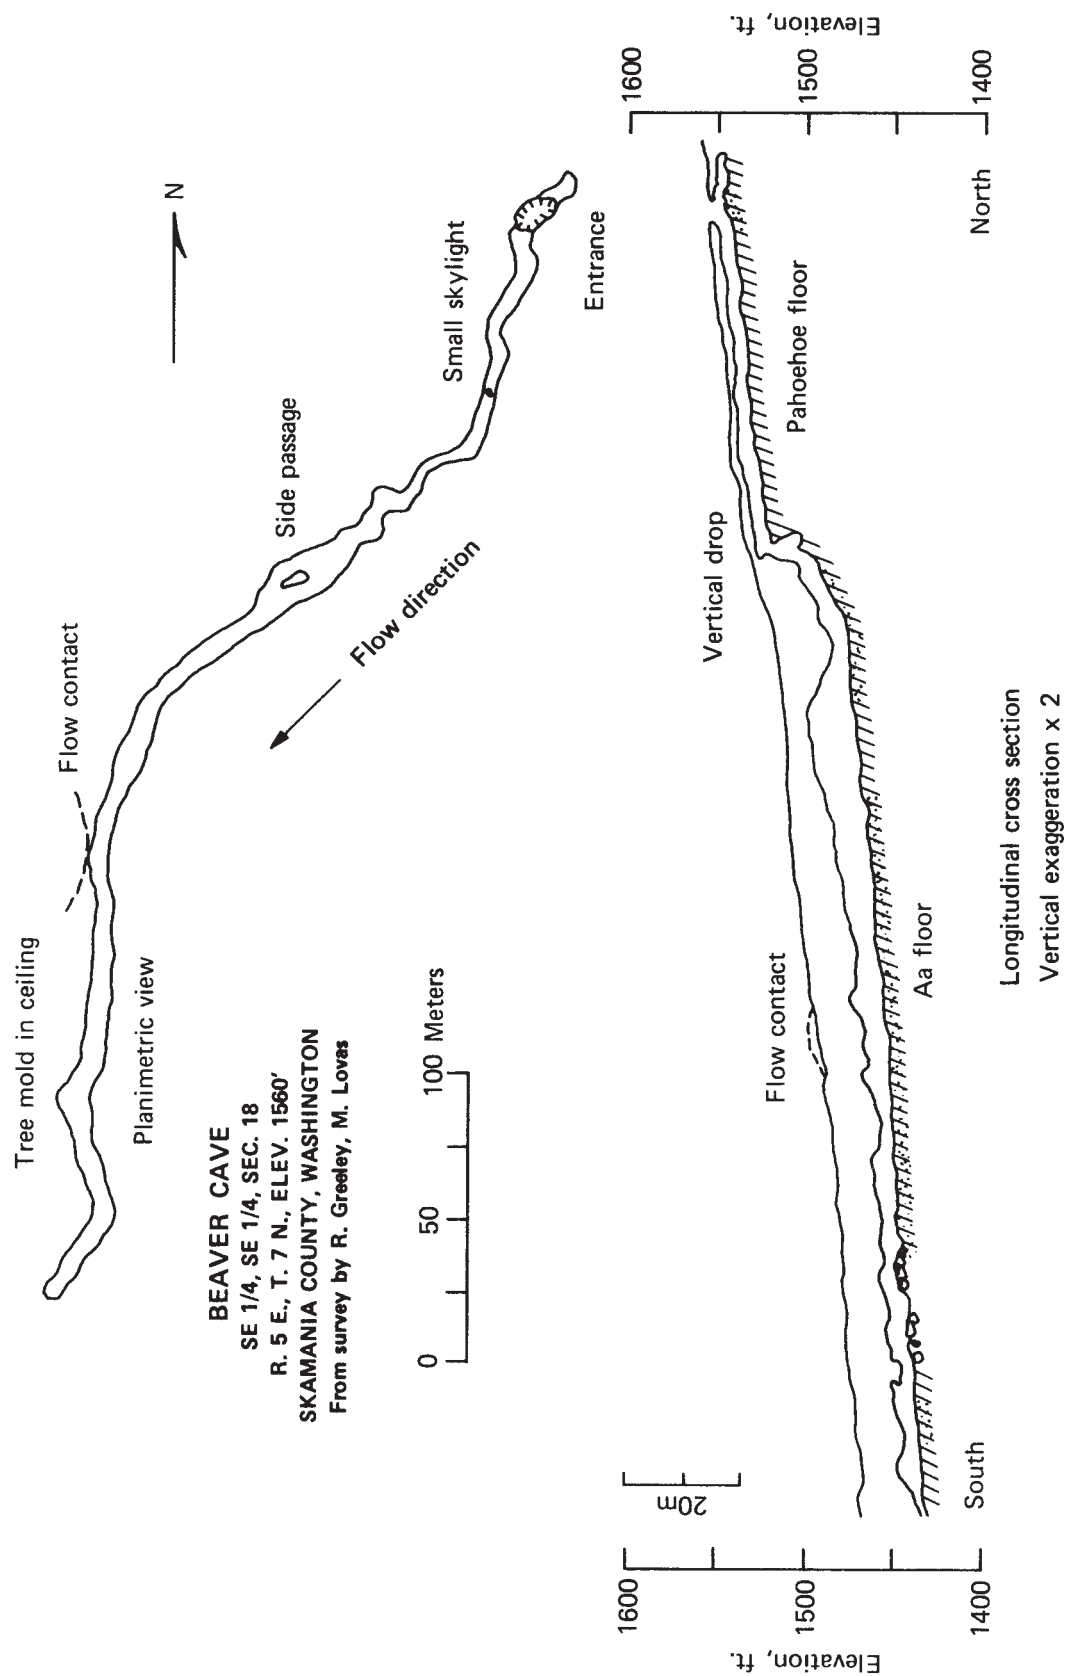 N
Small skylight
Entrance
Side passage
Flow direction
Flow contact
Tree mold in ceiling
Planimetric view
BEAVER CAVE
SE 1/4, SE 1/4, SEC. 18
R. 5 E., T. 7 N., ELEV. 1560'
SKAMANIA COUNTY, WASHINGTON
From survey by R. Greeley, M. Lovas
0 50 100 Meters
Elevation, ft.
1600
1500
1400
North
Pahoehoe floor
Vertical drop
Flow contact
Aa floor
20m
South
1600
1500
1400
Elevation, ft.
Longitudinal cross section
Vertical exaggeration x 2